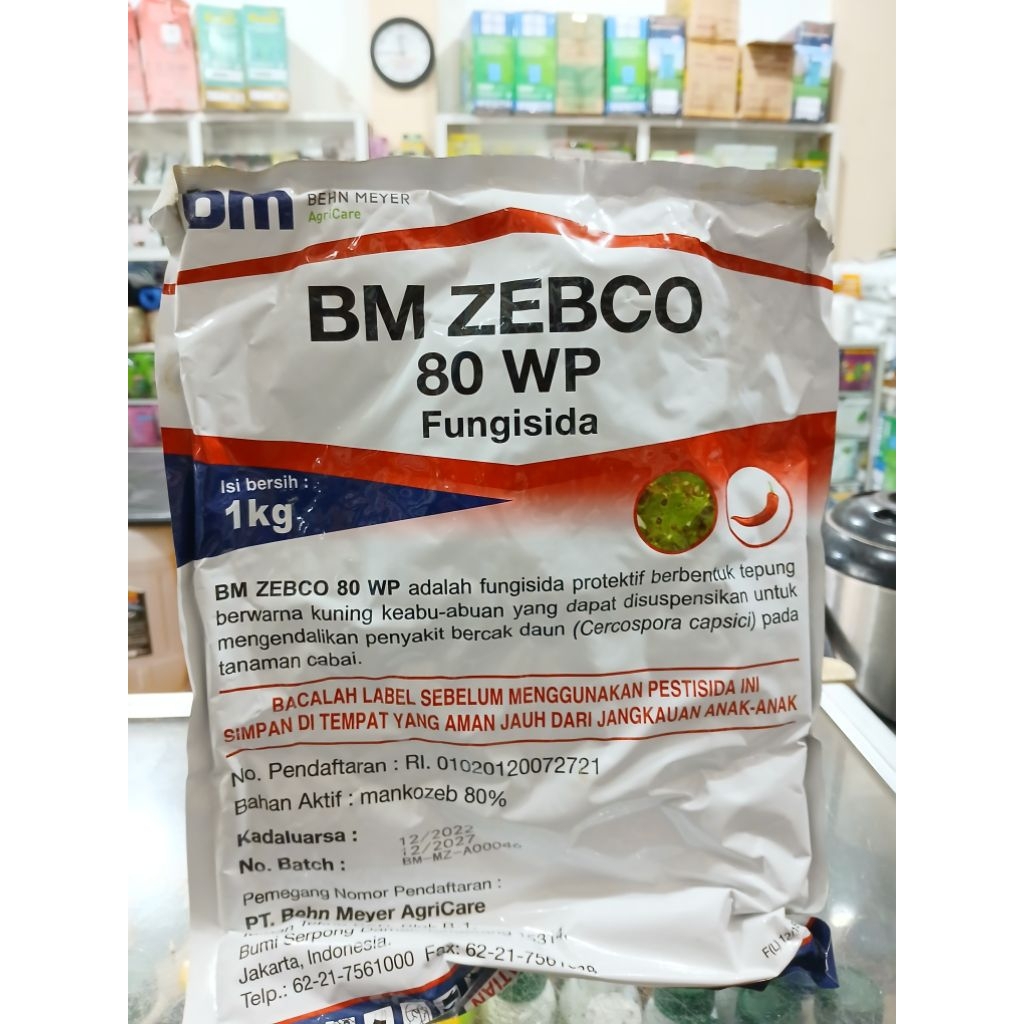 bm BEHN MEYER
AgriCare
BM ZEBCO
80 WP
Fungisida
Isi bersih :
1kg
BM ZEBCO 80 WP adalah fungisida protektif berbentuk tepung
berwarna kuning keabu-abuan yang dapat disuspensikan untuk
mengendalikan penyakit bercak daun (Cercospora capsici) pada
tanaman cabai.
BACALAH LABEL SEBELUM MENGGUNAKAN PESTISIDA INI
SIMPAN DI TEMPAT YANG AMAN JAUH DARI JANGKAUAN ANAK-ANAK
No. Pendaftaran : RI. 01020120072721
Bahan Aktif : mankozeb 80%
12/2022
Kadaluarsa : 12/2027
No. Batch : BM-MZ-A00046
Pemegang Nomor Pendaftaran :
PT. Behn Meyer AgriCare
Bumi Serpong
Jakarta, Indonesia.
Telp.: 62-21-7561000 Fax: 62-21-